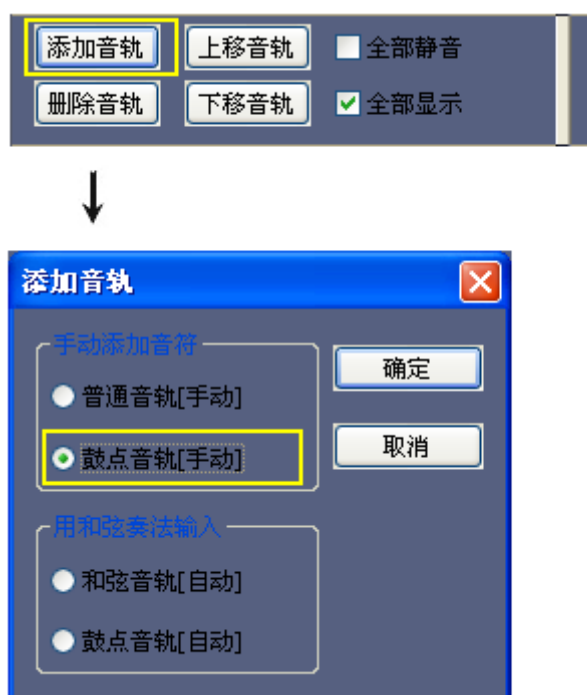 添加音轨 上移音轨 全部静音
删除音轨 下移音轨 全部显示
添加音轨
手动添加音符
确定
普通音轨[手动]
鼓点音轨[手动]
取消
用和弦奏法输入
和弦音轨[自动]
鼓点音轨[自动]